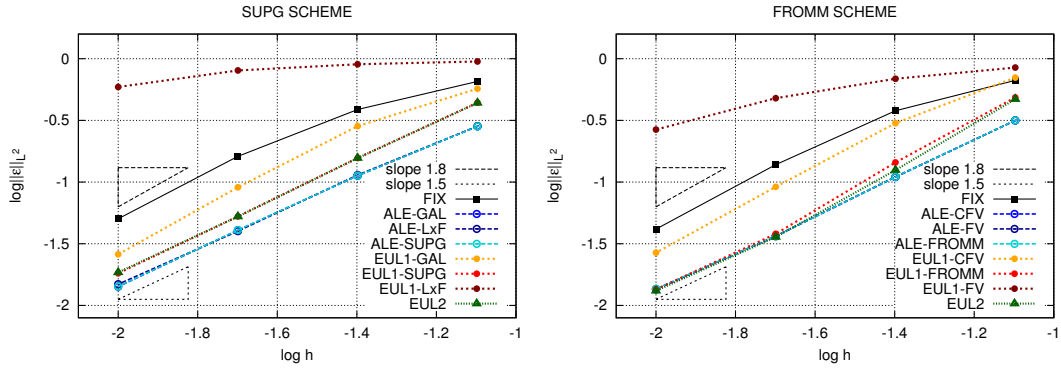 SUPG SCHEME
log||ε||L2
0
-0.5
-1
-1.5
-2
slope 1.8
slope 1.5
FIX
ALE-GAL
ALE-LxF
ALE-SUPG
EUL1-GAL
EUL1-SUPG
EUL1-LxF
EUL2
-2
-1.8
-1.6
-1.4
-1.2
-1
log h
FROMM SCHEME
log||ε||L2
0
-0.5
-1
-1.5
-2
slope 1.8
slope 1.5
FIX
ALE-CFV
ALE-FV
ALE-FROMM
EUL1-CFV
EUL1-FROMM
EUL1-FV
EUL2
-2
-1.8
-1.6
-1.4
-1.2
-1
log h